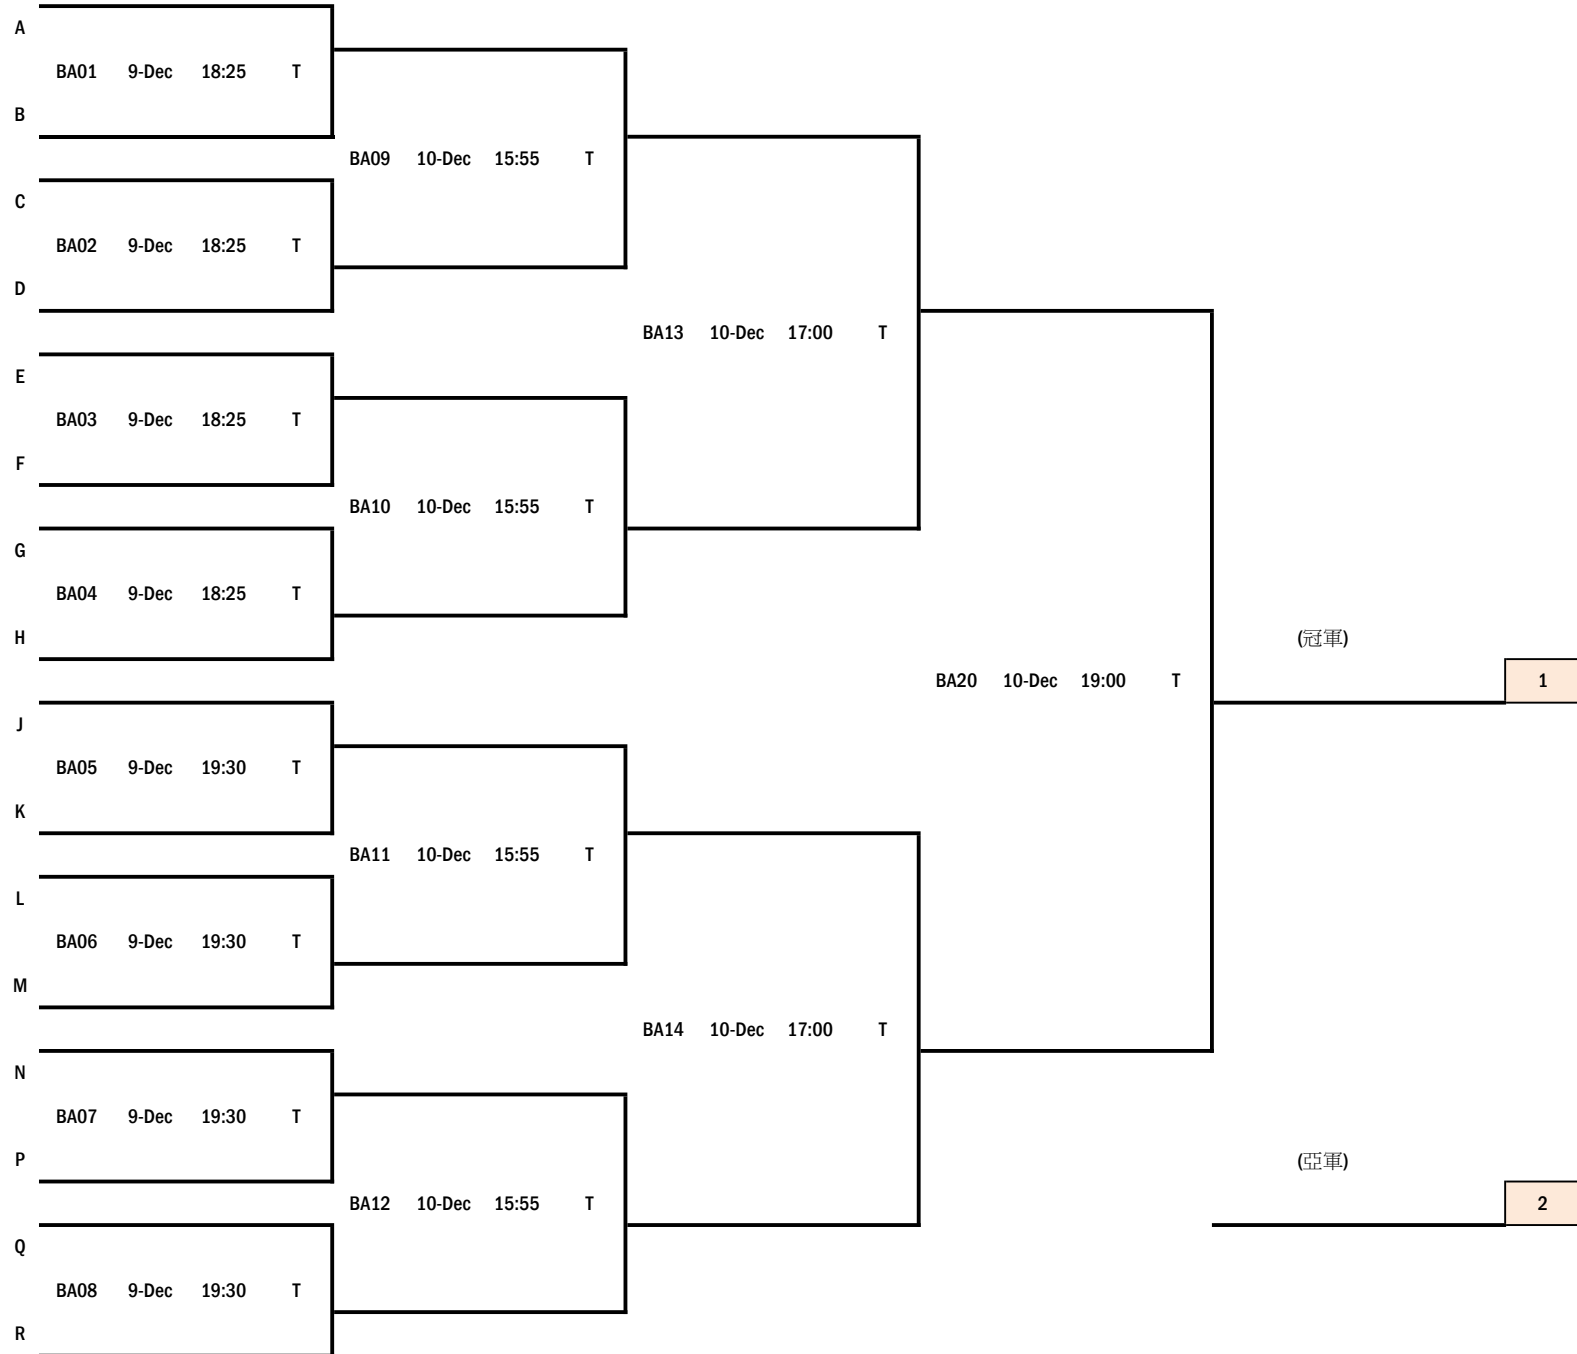 A
BA01 9-Dec 18:25 T
B
BA09 10-Dec 15:55 T
C
BA02 9-Dec 18:25 T
D
BA13 10-Dec 17:00 T
E
BA03 9-Dec 18:25 T
F
BA10 10-Dec 15:55 T
G
BA04 9-Dec 18:25 T
H
(冠軍)
BA20 10-Dec 19:00 T
1
J
BA05 9-Dec 19:30 T
K
BA11 10-Dec 15:55 T
L
BA06 9-Dec 19:30 T
M
BA14 10-Dec 17:00 T
N
BA07 9-Dec 19:30 T
P
(亞軍)
BA12 10-Dec 15:55 T
2
Q
BA08 9-Dec 19:30 T
R